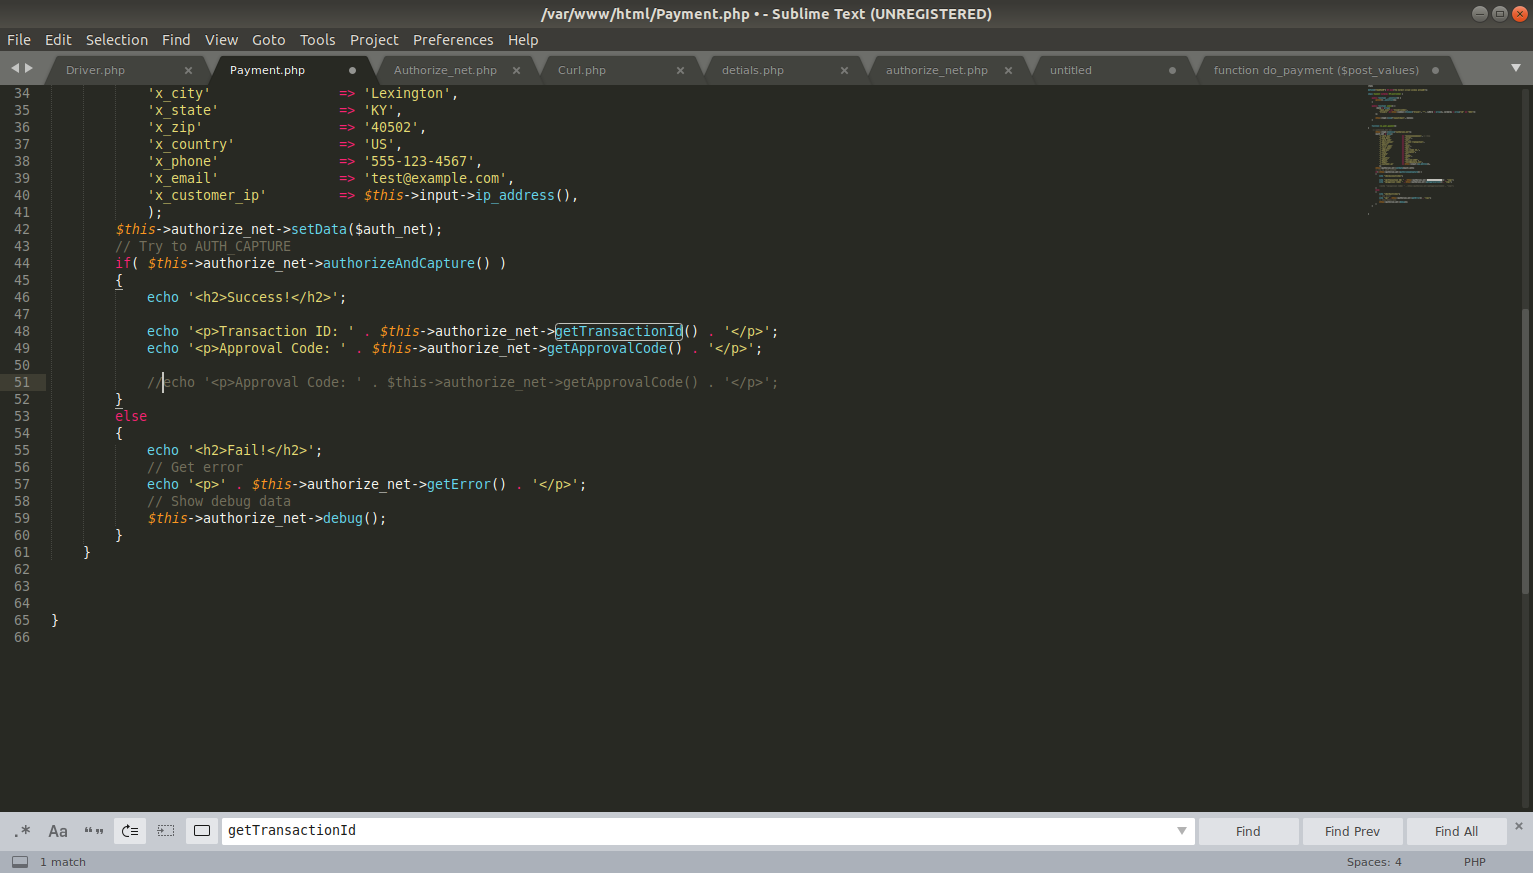 /var/www/html/Payment.php • - Sublime Text (UNREGISTERED)
File Edit Selection Find View Goto Tools Project Preferences Help
Driver.php × Payment.php Authorize_net.php × Curl.php × detials.php × authorize_net.php × untitled function do_payment ($post_values)
34 'x_city' => 'Lexington',
35 'x_state' => 'KY',
36 'x_zip' => '40502',
37 'x_country' => 'US',
38 'x_phone' => '555-123-4567',
39 'x_email' => 'test@example.com',
40 'x_customer_ip' => $this->input->ip_address(),
41 );
42 $this->authorize_net->setData($auth_net);
43 // Try to AUTH_CAPTURE
44 if( $this->authorize_net->authorizeAndCapture() )
45 {
46 echo '<h2>Success!</h2>';
47
48 echo '<p>Transaction ID: ' . $this->authorize_net->getTransactionId() . '</p>';
49 echo '<p>Approval Code: ' . $this->authorize_net->getApprovalCode() . '</p>';
50
51 //echo '<p>Approval Code: ' . $this->authorize_net->getApprovalCode() . '</p>';
52 }
53 else
54 {
55 echo '<h2>Fail!</h2>';
56 // Get error
57 echo '<p>' . $this->authorize_net->getError() . '</p>';
58 // Show debug data
59 $this->authorize_net->debug();
60 }
61 }
62
63
64
65 }
66
.* Aa “” getTransactionId Find Find Prev Find All ×
1 match Spaces: 4 PHP